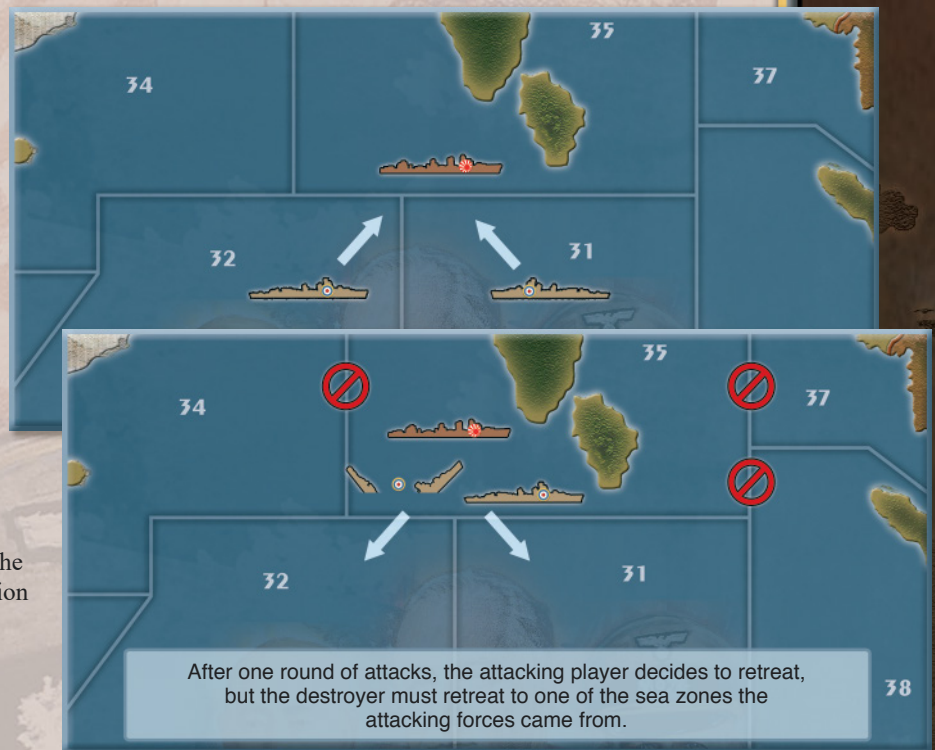 35
34
37
32
31
35
34
37
he
ion
32
31
38
After one round of attacks, the attacking player decides to retreat,
but the destroyer must retreat to one of the sea zones the
attacking forces came from.